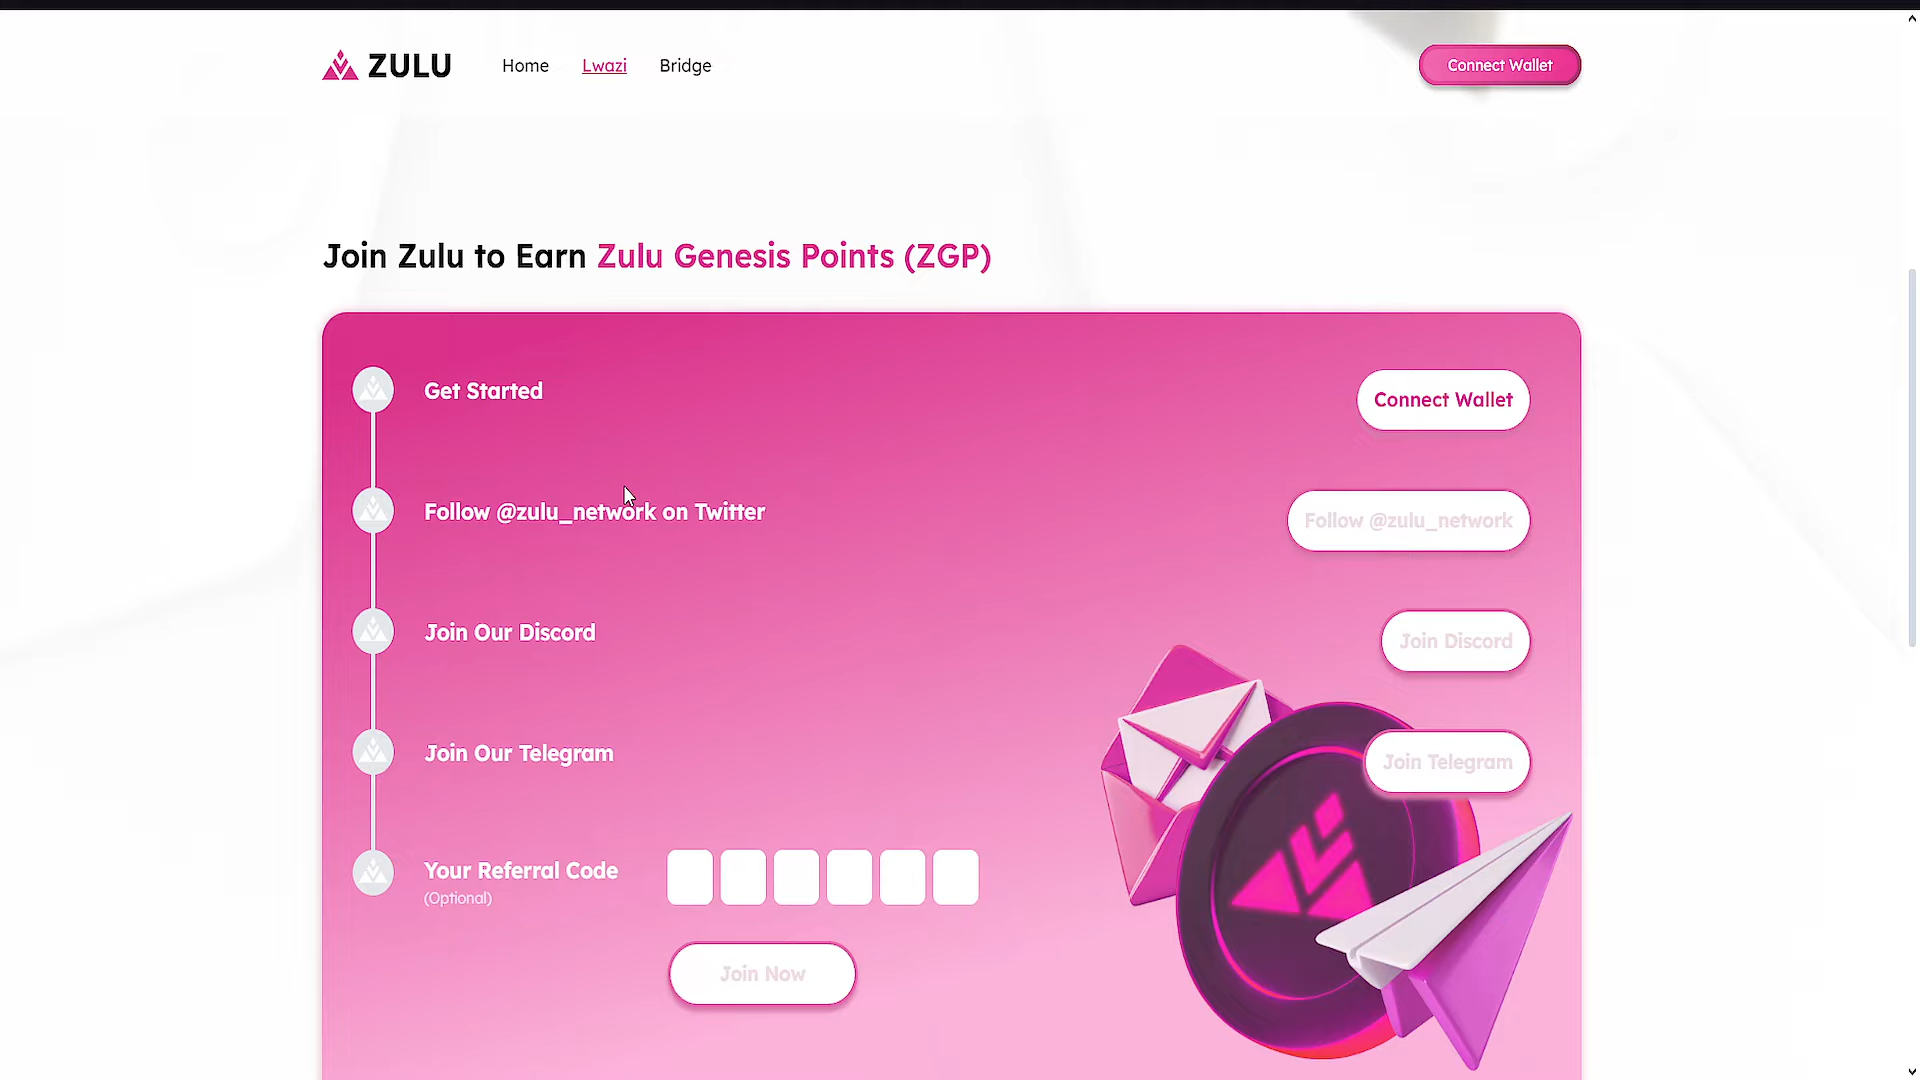 ZULU
Home
Lwazi
Bridge
Connect Wallet
Join Zulu to Earn Zulu Genesis Points (ZGP)
Get Started
Connect Wallet
Follow @zulu_network on Twitter
Follow @zulu_network
Join Our Discord
Join Discord
Join Our Telegram
Join Telegram
Your Referral Code
(Optional)
Join Now